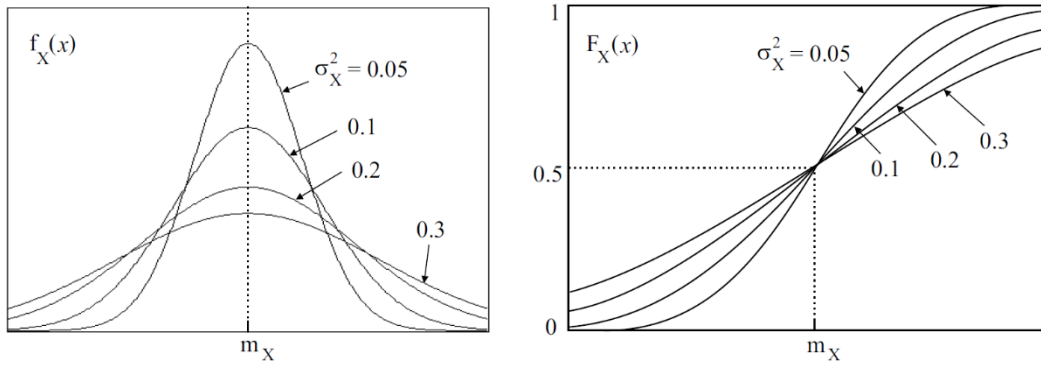 f_X(x)
σ_X^2 = 0.05
0.1
0.2
0.3
m_X
1
F_X(x)
σ_X^2 = 0.05
0.5
0.1
0.2
0.3
0
m_X